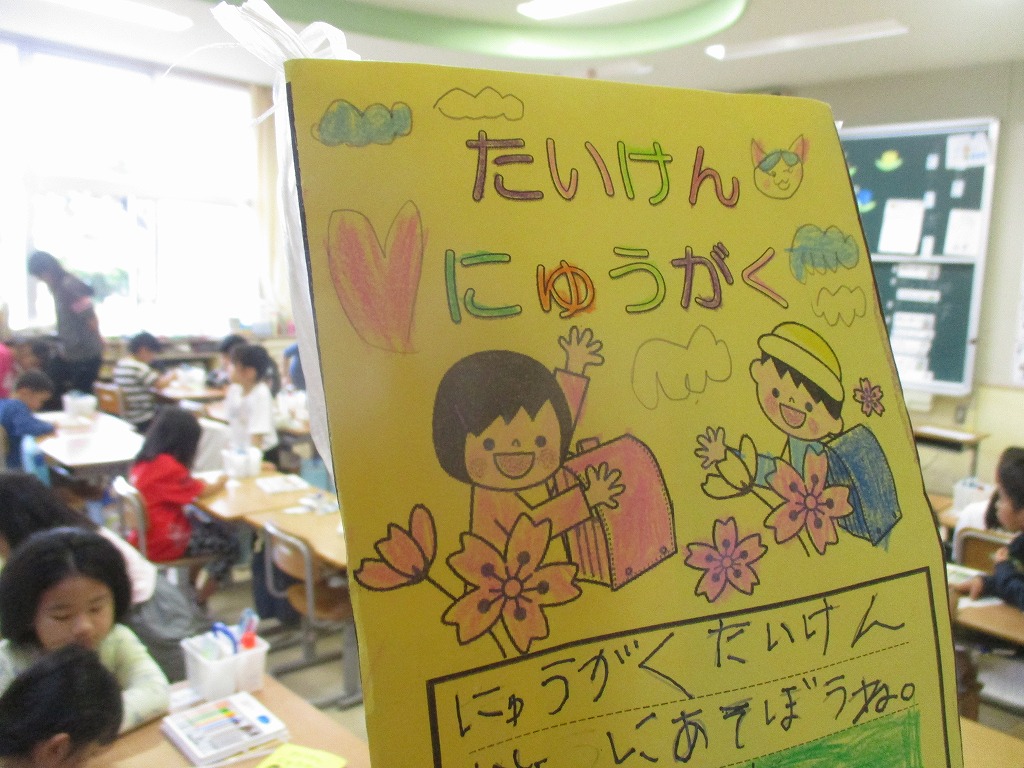 たいけん
にゅうがく
にゅうがくたいけん
にあそぼうね。